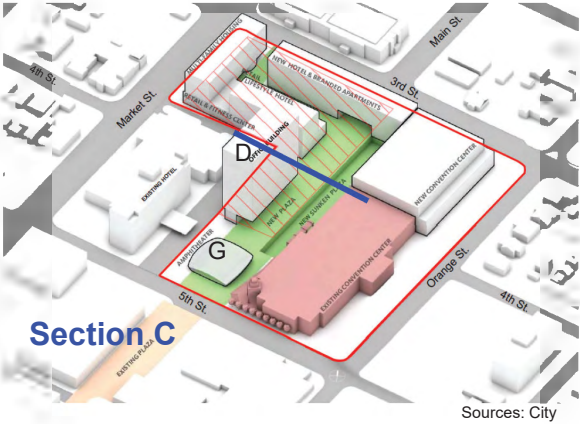 Main St.
4th St.
MULTI-FAMILY HOUSING
NEW HOTEL & BRANDED APAREMENTS
3rd St.
LIFESTYLE HOTEL
RETAIL & FITNESS CENTER
Market St.
D
OFFICE BUILDING
NEW CONVENTION CENTER
EXISTING HOTEL
NEW PLAZA
NEW SUNKEN PLAZA
AMPHITHEATER
G
EXISTING CONVENTION CENTER
Orange St.
5th St.
4th St.
Section C
EXISTING PLAZA
Sources: City